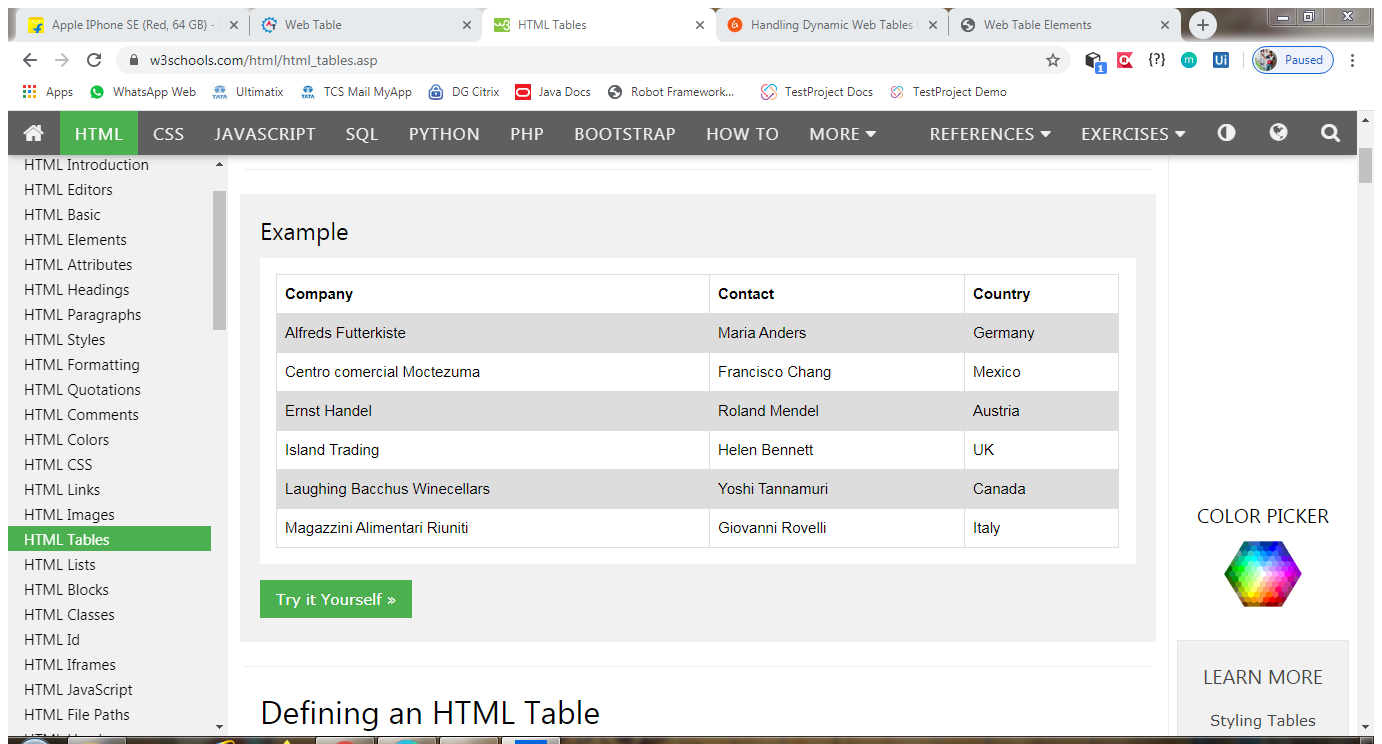 Apple IPhone SE (Red, 64 GB) -
Web Table
HTML Tables
Handling Dynamic Web Tables
Web Table Elements
w3schools.com/html/html_tables.asp
1
{?}
m
Ui
Paused
Apps
WhatsApp Web
Ultimatix
TCS Mail MyApp
DG Citrix
Java Docs
Robot Framework...
TestProject Docs
TestProject Demo
HTML CSS JAVASCRIPT SQL PYTHON PHP BOOTSTRAP HOW TO MORE REFERENCES EXERCISES
HTML Introduction
HTML Editors
HTML Basic
HTML Elements
HTML Attributes
HTML Headings
HTML Paragraphs
HTML Styles
HTML Formatting
HTML Quotations
HTML Comments
HTML Colors
HTML CSS
HTML Links
HTML Images
HTML Tables
HTML Lists
HTML Blocks
HTML Classes
HTML Id
HTML Iframes
HTML JavaScript
HTML File Paths
Example
Company Contact Country
Alfreds Futterkiste Maria Anders Germany
Centro comercial Moctezuma Francisco Chang Mexico
Ernst Handel Roland Mendel Austria
Island Trading Helen Bennett UK
Laughing Bacchus Winecellars Yoshi Tannamuri Canada
Magazzini Alimentari Riuniti Giovanni Rovelli Italy
Try it Yourself »
Defining an HTML Table
COLOR PICKER
LEARN MORE
Styling Tables